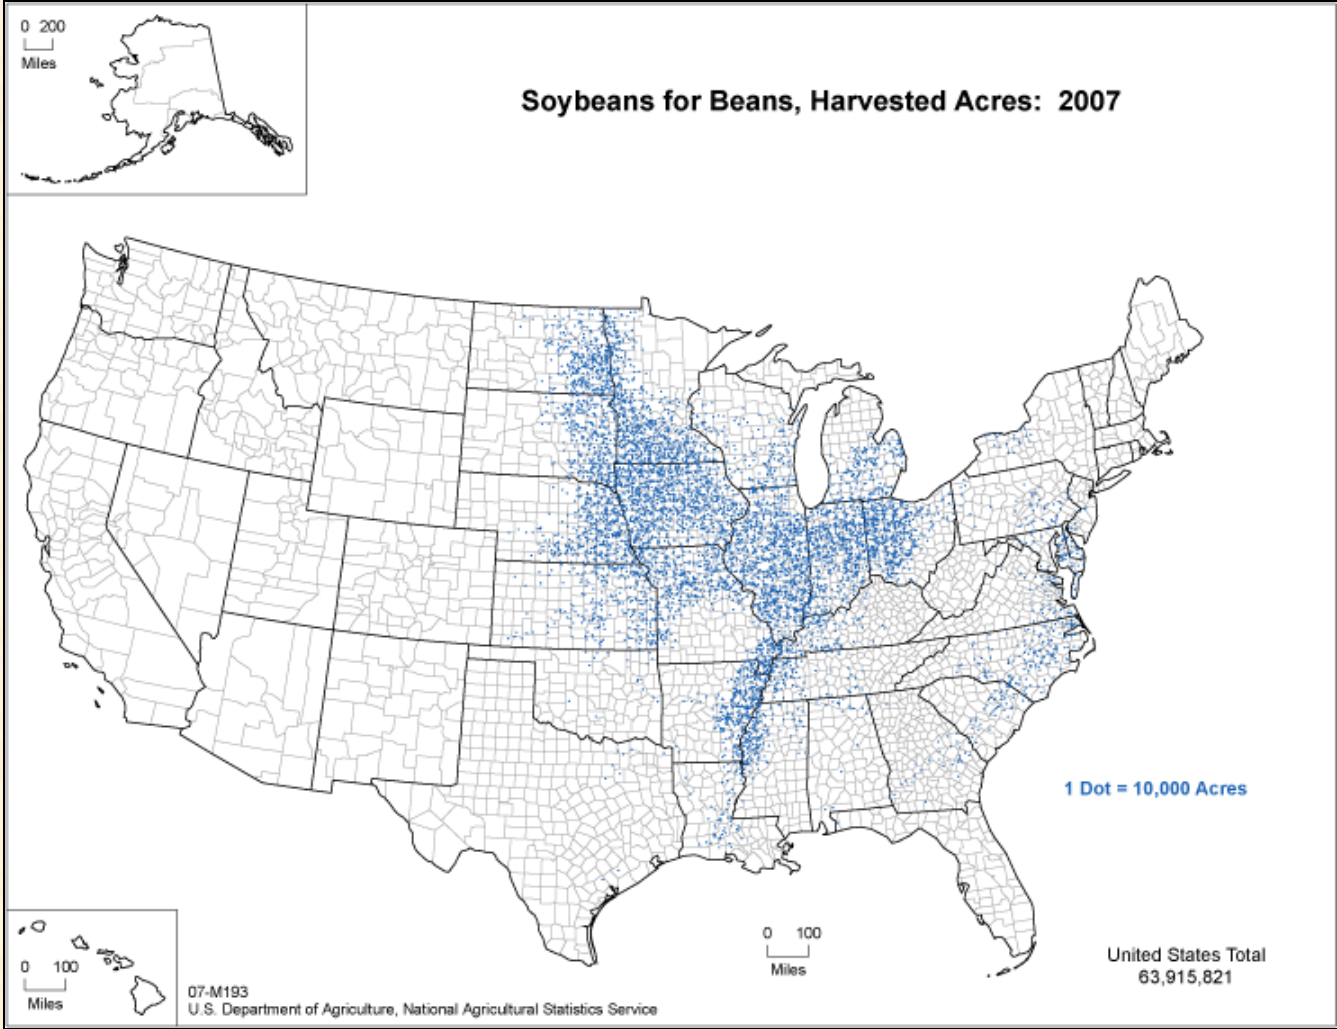 0 200
Miles
Soybeans for Beans, Harvested Acres: 2007
1 Dot = 10,000 Acres
0 100
Miles
United States Total
63,915,821
0 100
Miles
07-M193
U.S. Department of Agriculture, National Agricultural Statistics Service